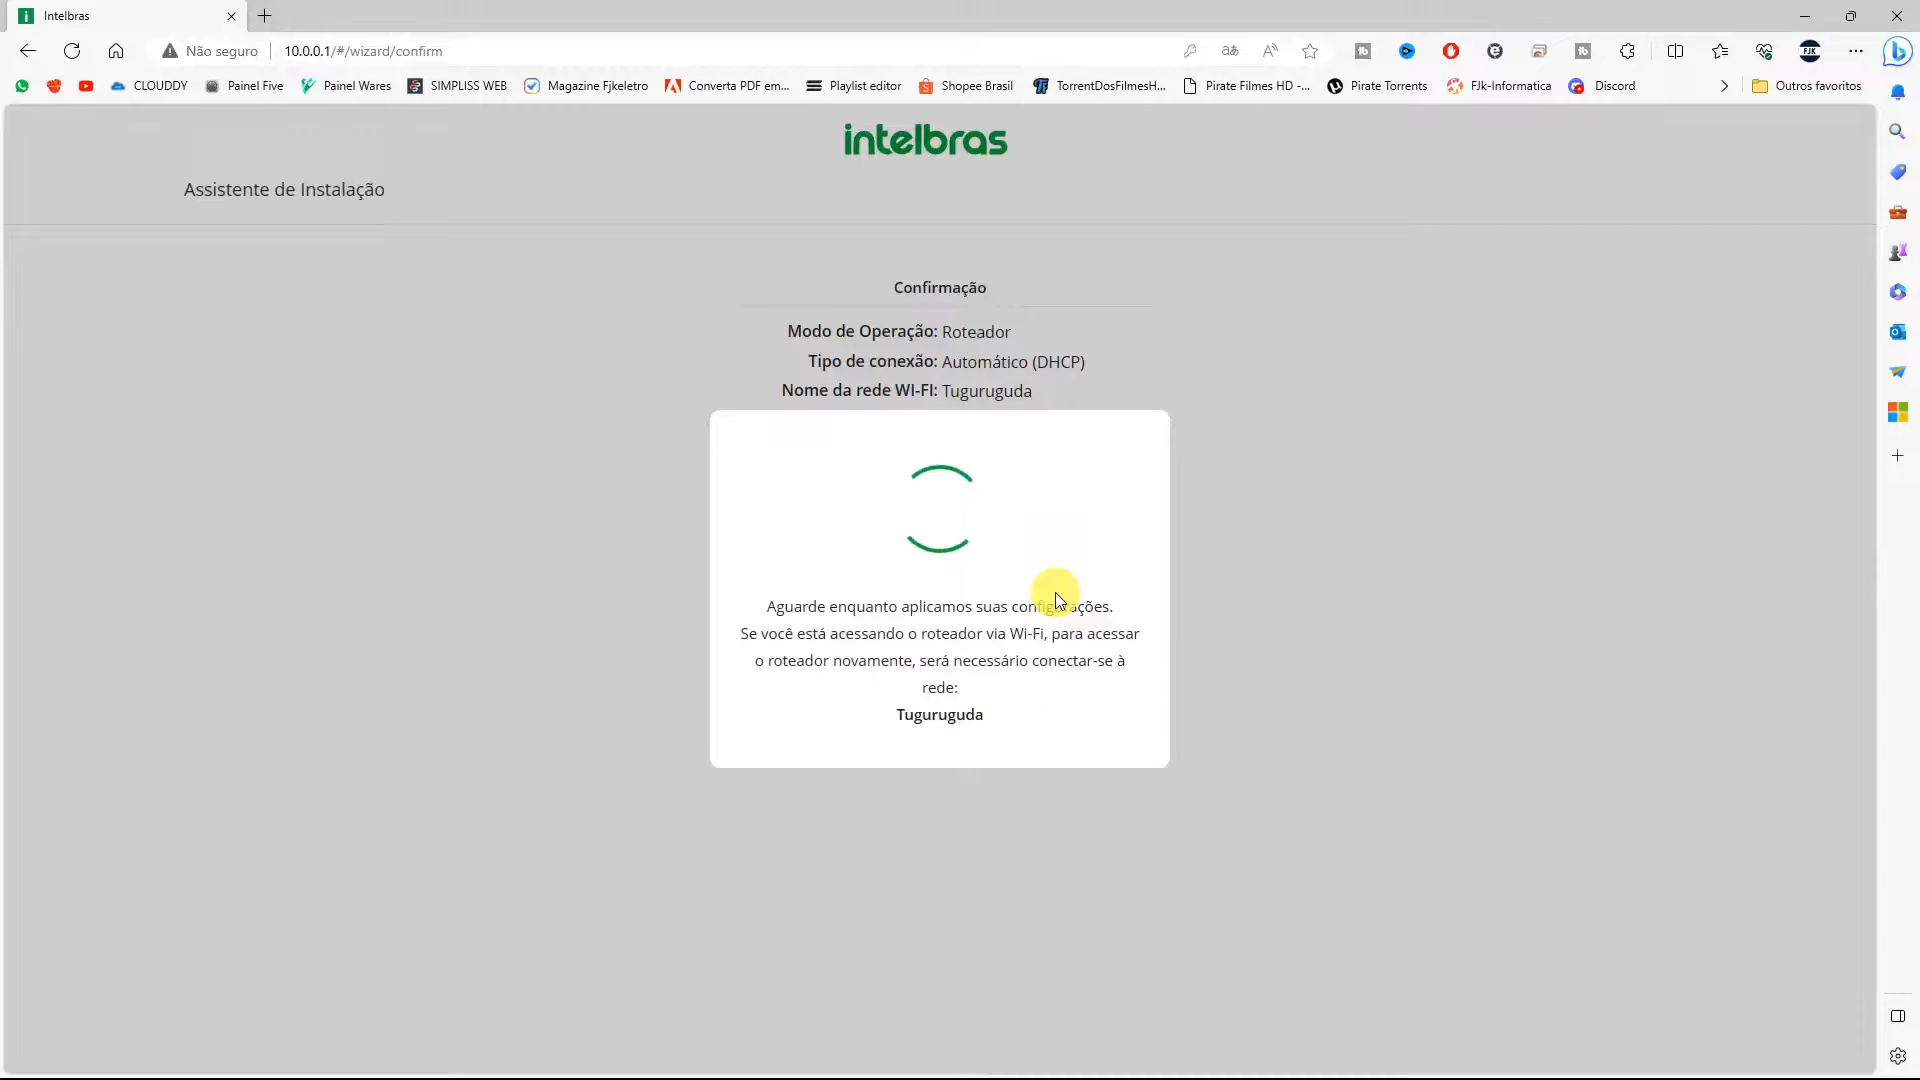 Intelbras
Não seguro
10.0.0.1/#/wizard/confirm
FJK
CLOUDDY
Painel Five
Painel Wares
SIMPLISS WEB
Magazine Fjkeletro
Converta PDF em...
Playlist editor
Shopee Brasil
TorrentDosFilmesH...
Pirate Filmes HD -...
Pirate Torrents
FJk-Informatica
Discord
Outros favoritos
intelbras
Assistente de Instalação
Confirmação
Modo de Operação: Roteador
Tipo de conexão: Automático (DHCP)
Nome da rede WI-FI: Tuguruguda
Aguarde enquanto aplicamos suas configurações.
Se você está acessando o roteador via Wi-Fi, para acessar
o roteador novamente, será necessário conectar-se à
rede:
Tuguruguda